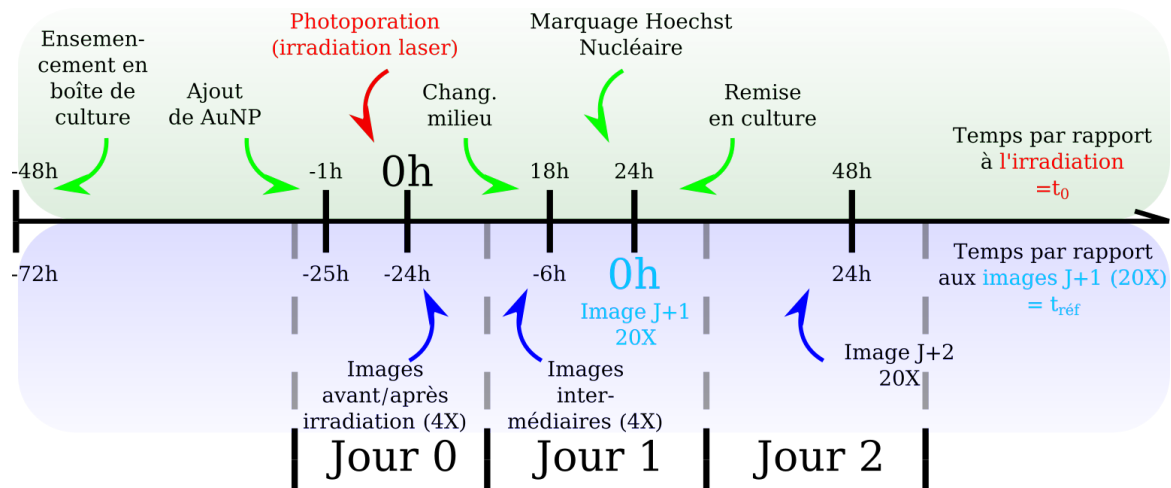 Ensemen-
cement en
boîte de
culture
Ajout
de AuNP
Photoporation
(irradiation laser)
Chang.
milieu
Marquage Hoechst
Nucléaire
Remise
en culture
Temps par rapport
à l'irradiation
=t₀
-48h
-1h
0h
18h
24h
48h
-72h
-25h
-24h
-6h
0h
24h
Image J+1
20X
Temps par rapport
aux images J+1 (20X)
= tréf
Images
avant/après
irradiation (4X)
Images
inter-
médiaires (4X)
Image J+2
20X
Jour 0
Jour 1
Jour 2